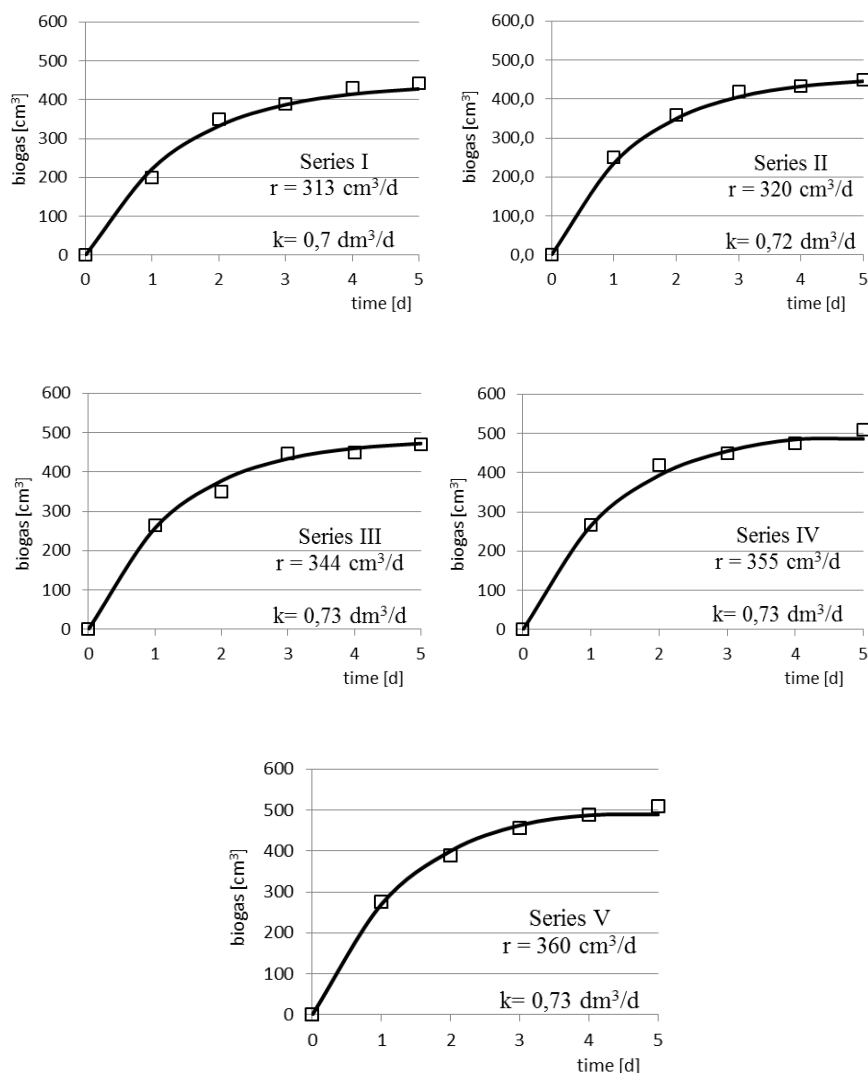 biogas [cm³]
600
500
400
300
200
100
0
Series I
r = 313 cm³/d
k= 0,7 dm³/d
0 1 2 3 4 5
time [d]
biogas [cm³]
600,0
500,0
400,0
300,0
200,0
100,0
0,0
Series II
r = 320 cm³/d
k= 0,72 dm³/d
0 1 2 3 4 5
time [d]
biogas [cm³]
600
500
400
300
200
100
0
Series III
r = 344 cm³/d
k= 0,73 dm³/d
0 1 2 3 4 5
time [d]
biogas [cm³]
600
500
400
300
200
100
0
Series IV
r = 355 cm³/d
k= 0,73 dm³/d
0 1 2 3 4 5
time [d]
biogas [cm³]
600
500
400
300
200
100
0
Series V
r = 360 cm³/d
k= 0,73 dm³/d
0 1 2 3 4 5
time [d]